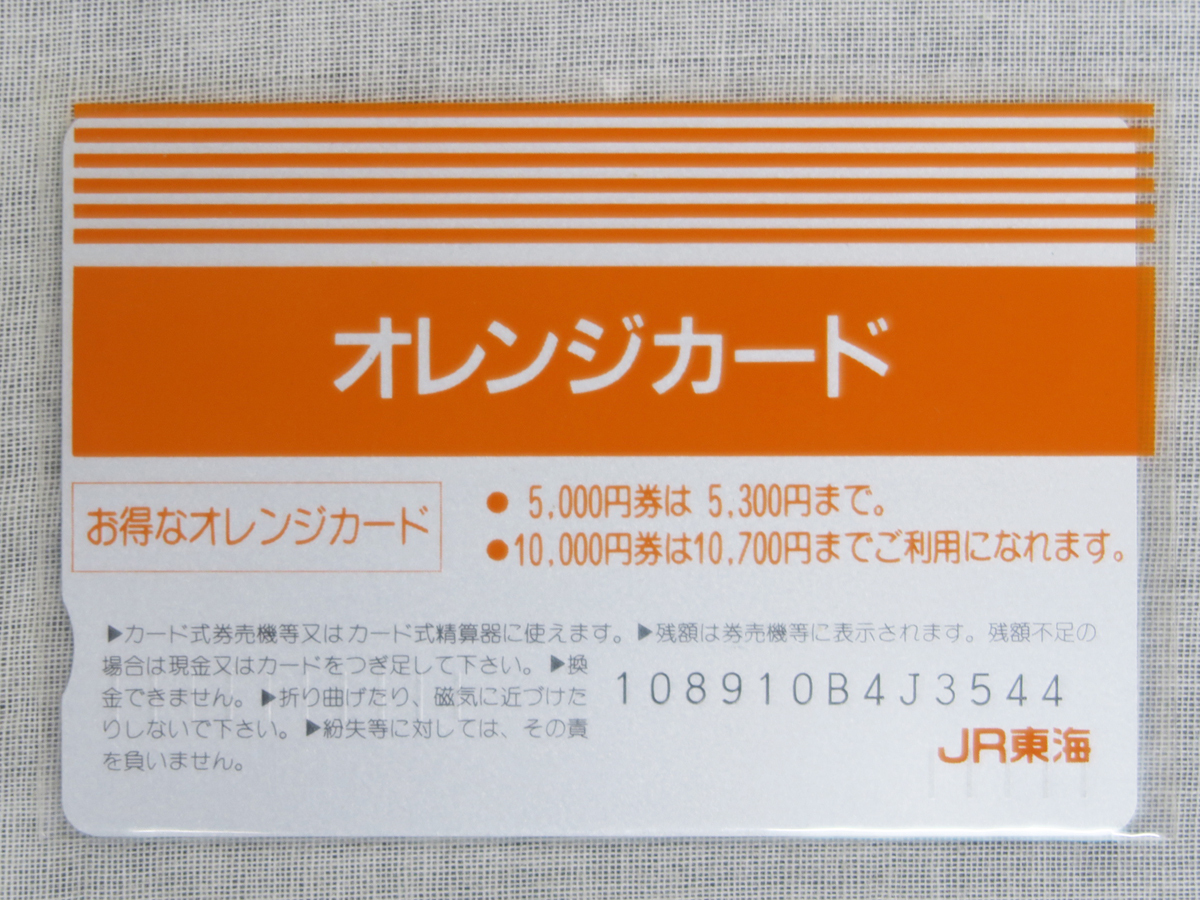 オレンジカード
お得なオレンジカード
● 5,000円券は 5,300円まで。
●10,000円券は10,700円までご利用になれます。
▶カード式券売機等又はカード式精算器に使えます。▶残額は券売機等に表示されます。残額不足の
場合は現金又はカードをつぎ足して下さい。▶換
金できません。▶折り曲げたり、磁気に近づけた
りしないで下さい。▶紛失等に対しては、その責
を負いません。
108910B4J3544
JR東海